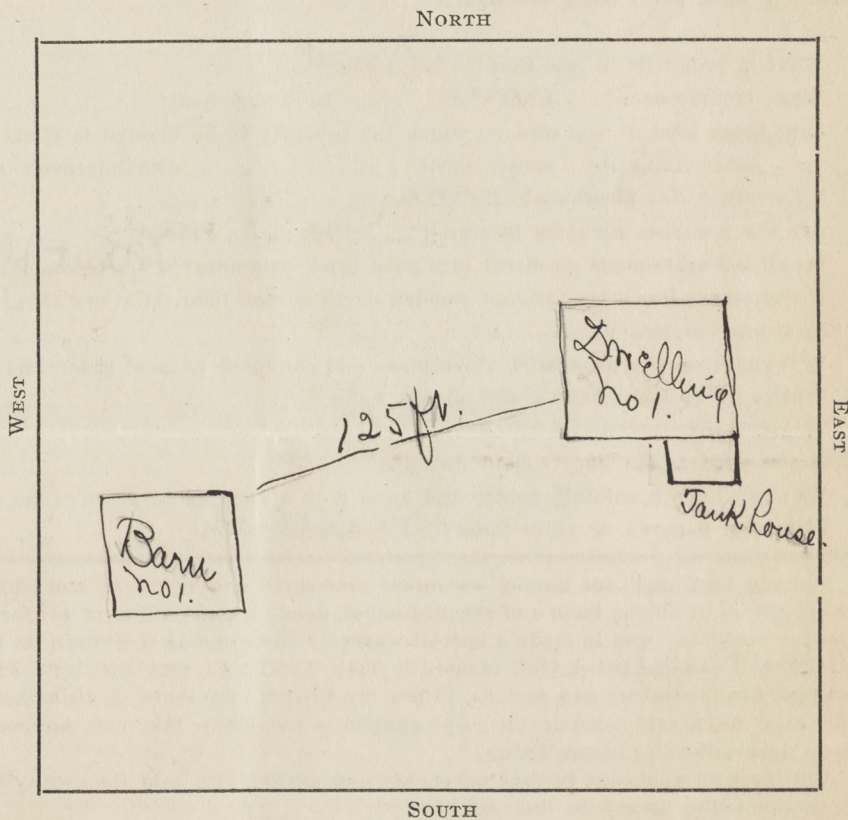 NORTH
WEST
EAST
Dwelling
no 1.
125 ft.
Tank house.
Barn
no 1.
SOUTH